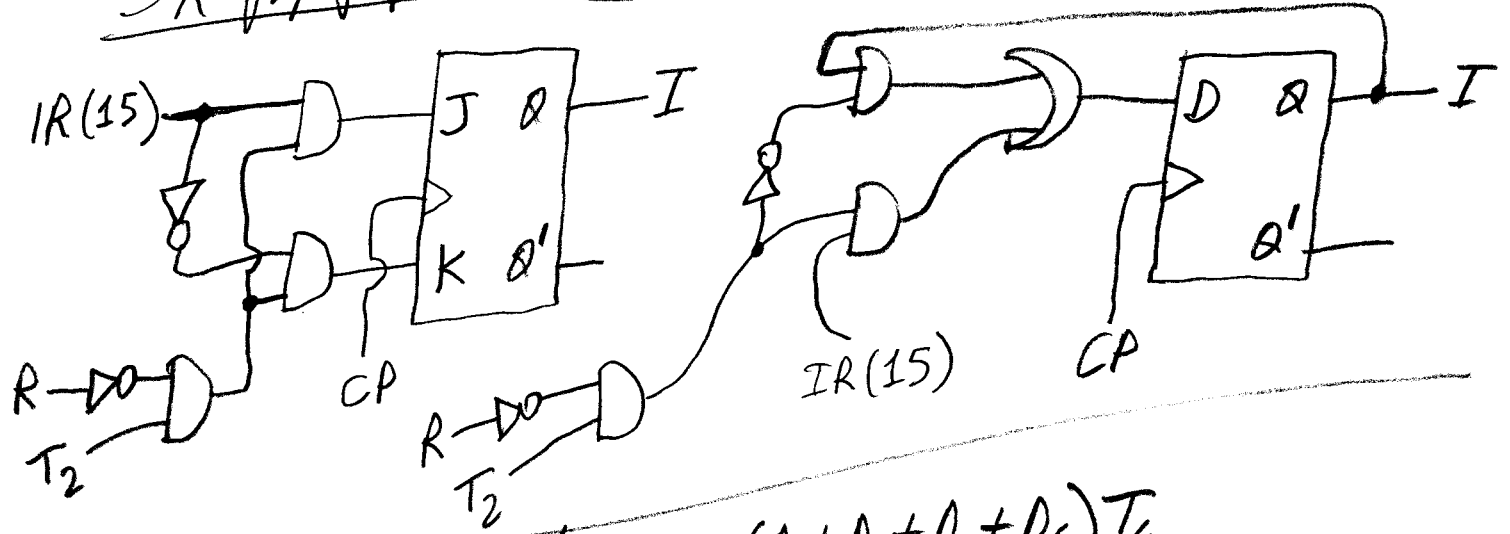 IR(15)
J Q I
K Q'
CP
R
T2
D Q I
Q'
CP
IR(15)
R
T2